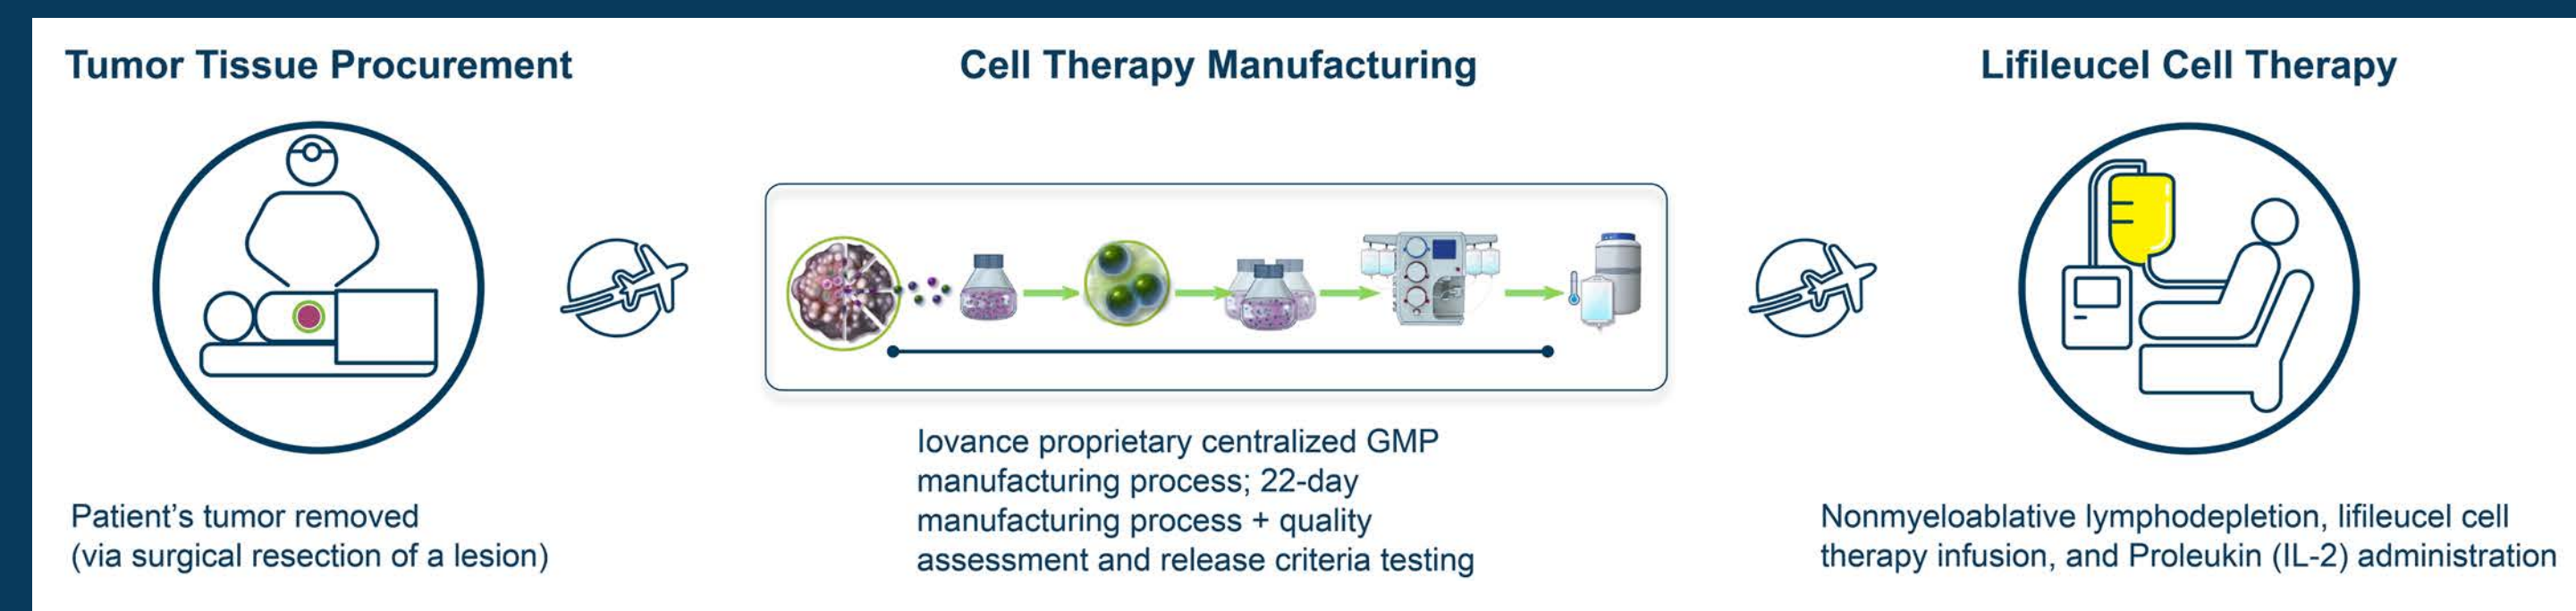 Tumor Tissue Procurement
Cell Therapy Manufacturing
Lifileucel Cell Therapy
Patient's tumor removed
(via surgical resection of a lesion)
Iovance proprietary centralized GMP
manufacturing process; 22-day
manufacturing process + quality
assessment and release criteria testing
Nonmyeloablative lymphodepletion, lifileucel cell
therapy infusion, and Proleukin (IL-2) administration